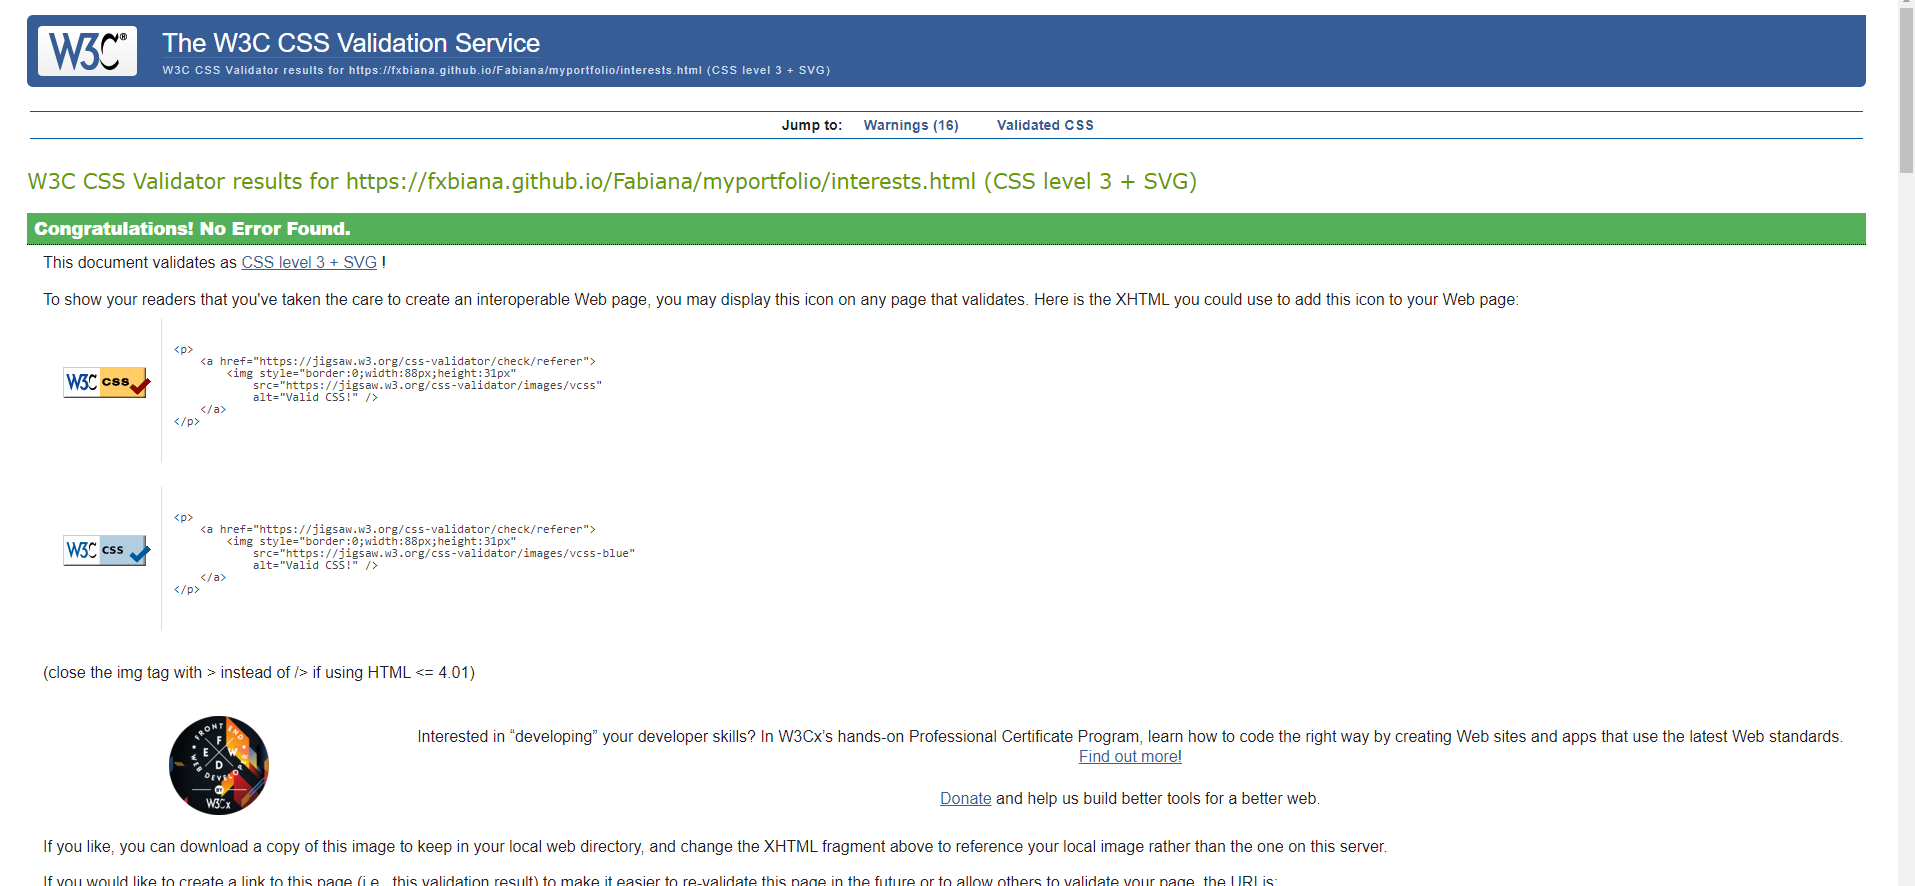 W3C®
The W3C CSS Validation Service
W3C CSS Validator results for https://fxbiana.github.io/Fabiana/myportfolio/interests.html (CSS level 3 + SVG)
Jump to: Warnings (16) Validated CSS
W3C CSS Validator results for https://fxbiana.github.io/Fabiana/myportfolio/interests.html (CSS level 3 + SVG)
Congratulations! No Error Found.
This document validates as CSS level 3 + SVG !
To show your readers that you've taken the care to create an interoperable Web page, you may display this icon on any page that validates. Here is the XHTML you could use to add this icon to your Web page:
W3C css
<p>
<a href="https://jigsaw.w3.org/css-validator/check/referer">
<img style="border:0;width:88px;height:31px"
src="https://jigsaw.w3.org/css-validator/images/vcss"
alt="Valid CSS!" />
</a>
</p>
W3C css
<p>
<a href="https://jigsaw.w3.org/css-validator/check/referer">
<img style="border:0;width:88px;height:31px"
src="https://jigsaw.w3.org/css-validator/images/vcss-blue"
alt="Valid CSS!" />
</a>
</p>
(close the img tag with > instead of /> if using HTML <= 4.01)
FRONT END
F
E W
D
WEB DEVELOPER
BY
W3Cx
Interested in “developing” your developer skills? In W3Cx’s hands-on Professional Certificate Program, learn how to code the right way by creating Web sites and apps that use the latest Web standards.
Find out more!
Donate and help us build better tools for a better web.
If you like, you can download a copy of this image to keep in your local web directory, and change the XHTML fragment above to reference your local image rather than the one on this server.
If you would like to create a link to this page (i.e., this validation result) to make it easier to re-validate this page in the future or to allow others to validate your page, the URI is: